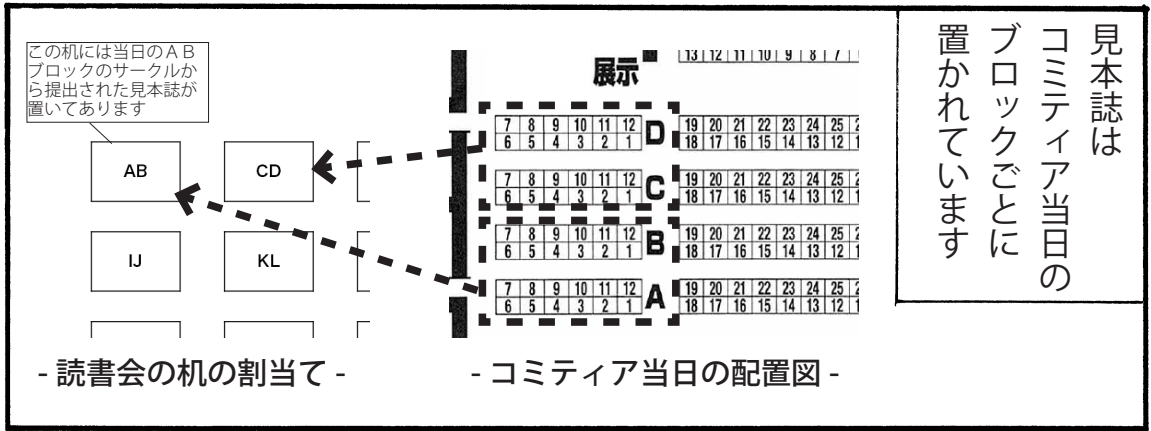 見本誌は
コミティア当日の
ブロックごとに
置かれています
この机には当日のＡＢ
ブロックのサークルか
ら提出された見本誌が
置いてあります
AB
CD
IJ
KL
- 読書会の机の割当て -
展示
13 12 11 10 9 8 7
7 8 9 10 11 12 D 19 20 21 22 23 24 25
6 5 4 3 2 1 18 17 16 15 14 13 12
7 8 9 10 11 12 C 19 20 21 22 23 24 25
6 5 4 3 2 1 18 17 16 15 14 13 12
7 8 9 10 11 12 B 19 20 21 22 23 24 25
6 5 4 3 2 1 18 17 16 15 14 13 12
7 8 9 10 11 12 A 19 20 21 22 23 24 25
6 5 4 3 2 1 18 17 16 15 14 13 12
- コミティア当日の配置図 -